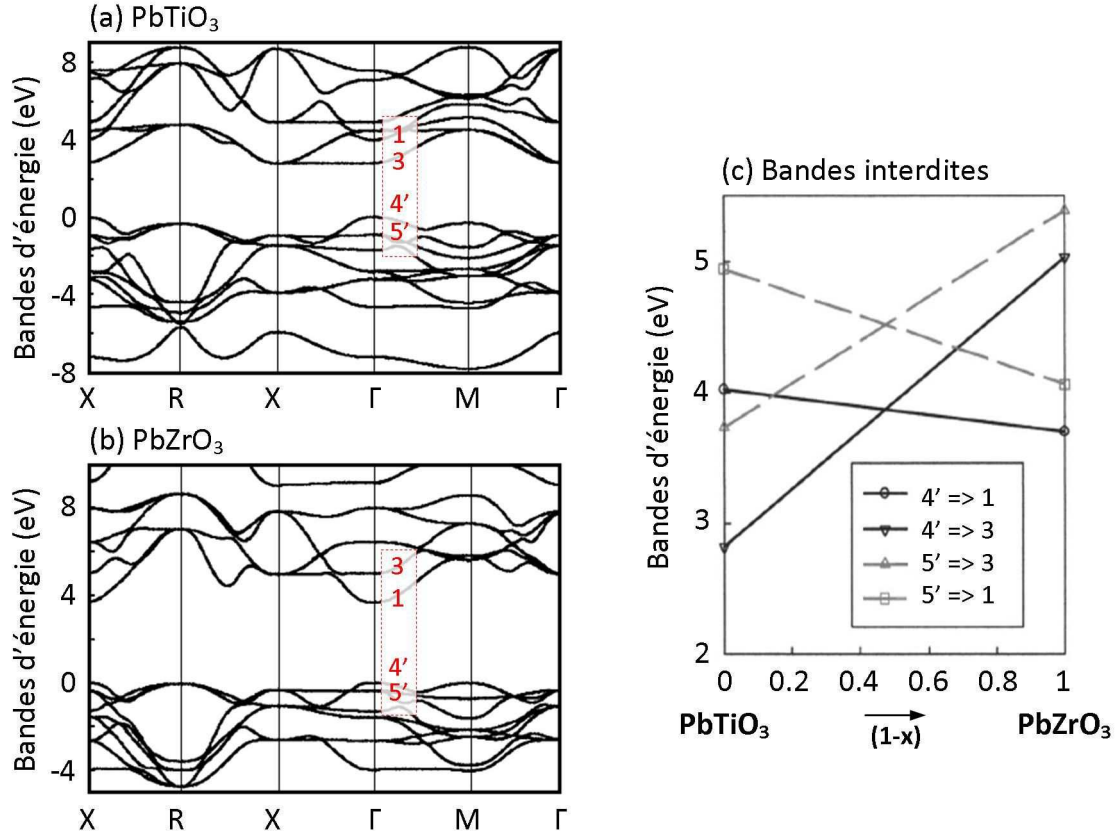 (a) PbTiO₃
Bandes d'énergie (eV)
8
4
0
-4
-8
1
3
4'
5'
X R X Γ M Γ
(b) PbZrO₃
Bandes d'énergie (eV)
8
4
0
-4
3
1
4'
5'
X R X Γ M Γ
(c) Bandes interdites
Bandes d'énergie (eV)
5
4
3
2
4' => 1
4' => 3
5' => 3
5' => 1
0 0.2 0.4 0.6 0.8 1
PbTiO₃ (1-x) PbZrO₃